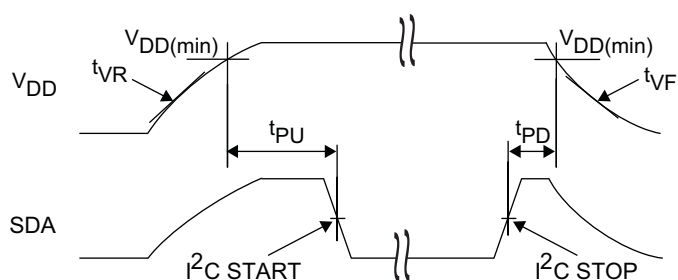 VDD(min) VDD(min)
VDD tVR tVF
tPU tPD
SDA
I2C START I2C STOP